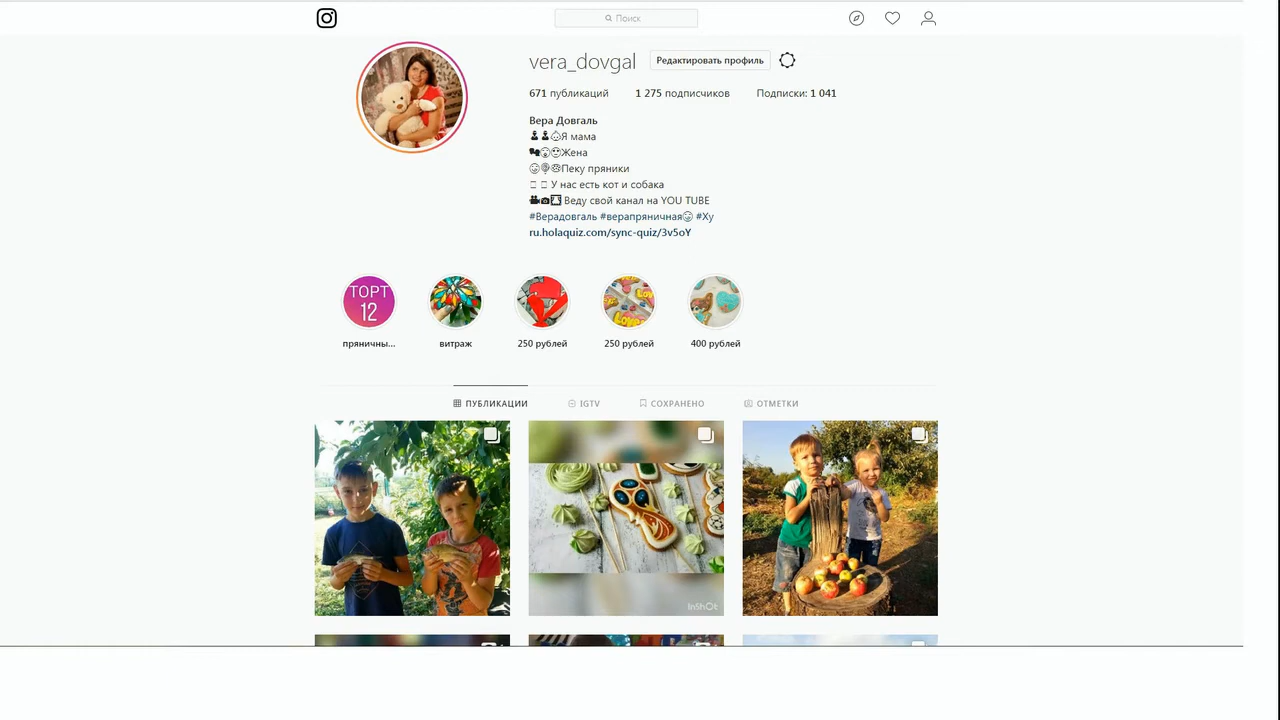 Поиск
vera_dovgal Редактировать профиль
671 публикаций 1 275 подписчиков Подписки: 1 041
Вера Довгаль
Я мама
Жена
Пеку пряники
У нас есть кот и собака
Веду свой канал на YOU TUBE
#Верадовгаль #верапряничная #Ху
ru.holaquiz.com/sync-quiz/3v5oY
ТОРТ
12
пряничны... витраж 250 рублей 250 рублей 400 рублей
ПУБЛИКАЦИИ IGTV СОХРАНЕНО ОТМЕТКИ
InShOt